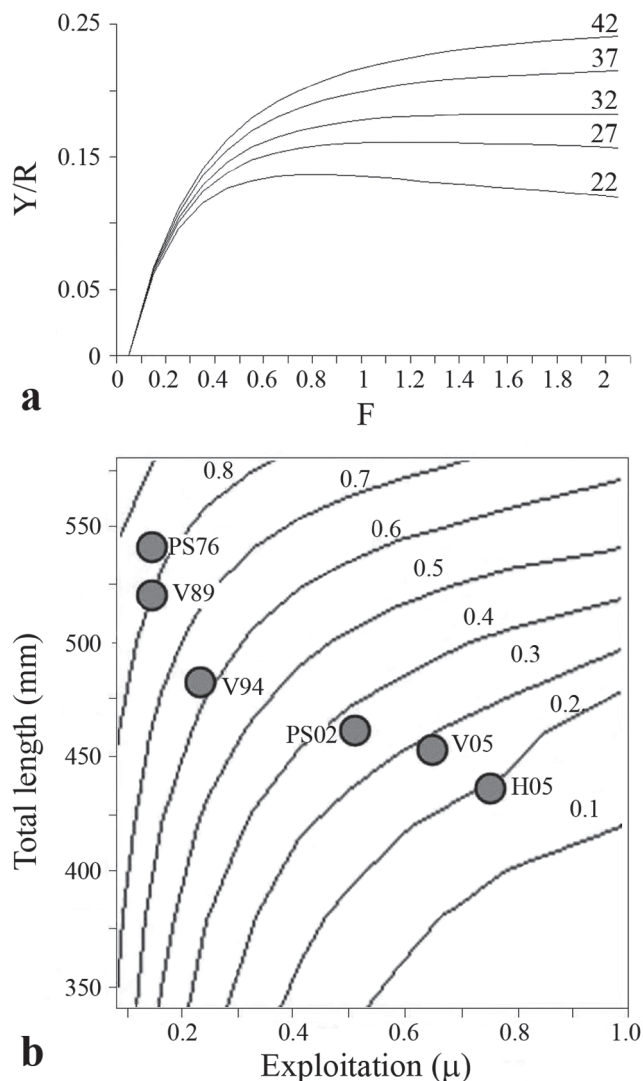 0.25
42
37
32
0.15
27
Y/R
22
0.05
0
0 0.2 0.4 0.6 0.8 1 1.2 1.4 1.6 1.8 2
a
F
0.8
0.7
550
PS76
0.6
V89
0.5
500
0.4
V94
0.3
PS02
V05
0.2
450
H05
0.1
Total length (mm)
400
350
0.2 0.4 0.6 0.8 1.0
b
Exploitation (μ)